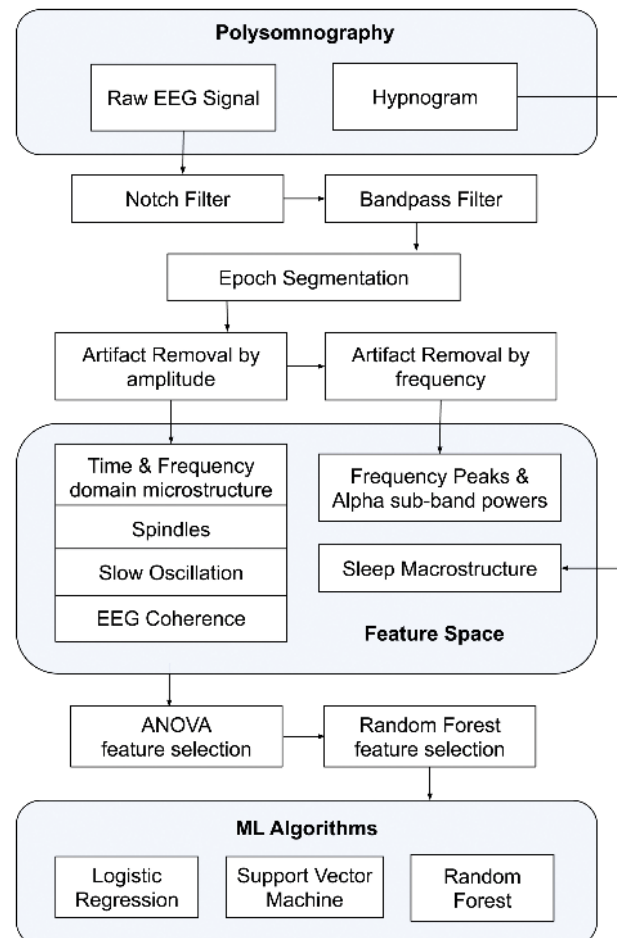 Polysomnography
Raw EEG Signal
Hypnogram
Notch Filter
Bandpass Filter
Epoch Segmentation
Artifact Removal by
amplitude
Artifact Removal by
frequency
Time & Frequency
domain microstructure
Spindles
Slow Oscillation
EEG Coherence
Frequency Peaks &
Alpha sub-band powers
Sleep Macrostructure
Feature Space
ANOVA
feature selection
Random Forest
feature selection
ML Algorithms
Logistic
Regression
Support Vector
Machine
Random
Forest